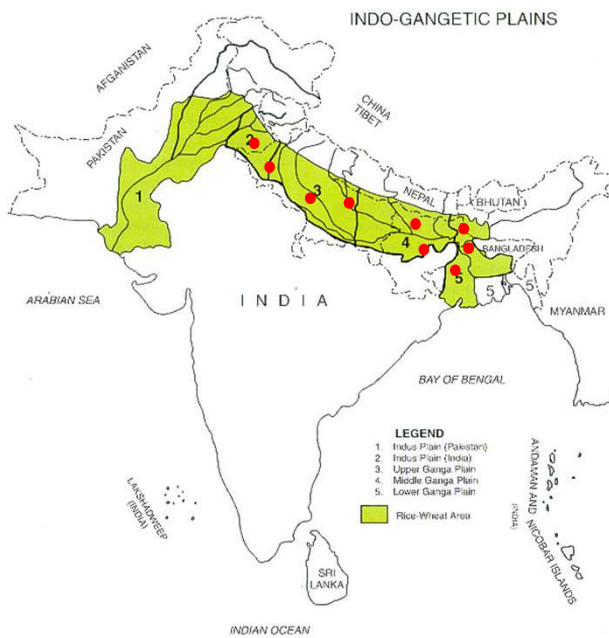 INDO-GANGETIC PLAINS
AFGANISTAN
CHINA
TIBET
PAKISTAN
2
1
3
NEPAL
BHUTAN
4
BANGLADESH
5
5
5
ARABIAN SEA
INDIA
MYANMAR
BAY OF BENGAL
LEGEND
1. Indus Plain (Pakistan)
2. Indus Plain (India)
3. Upper Ganga Plain
4. Middle Ganga Plain
5. Lower Ganga Plain
Rice-Wheat Area
LAKSHADWEEP
(INDIA)
ANDAMAN AND NICOBAR ISLANDS
(INDIA)
SRI
LANKA
INDIAN OCEAN